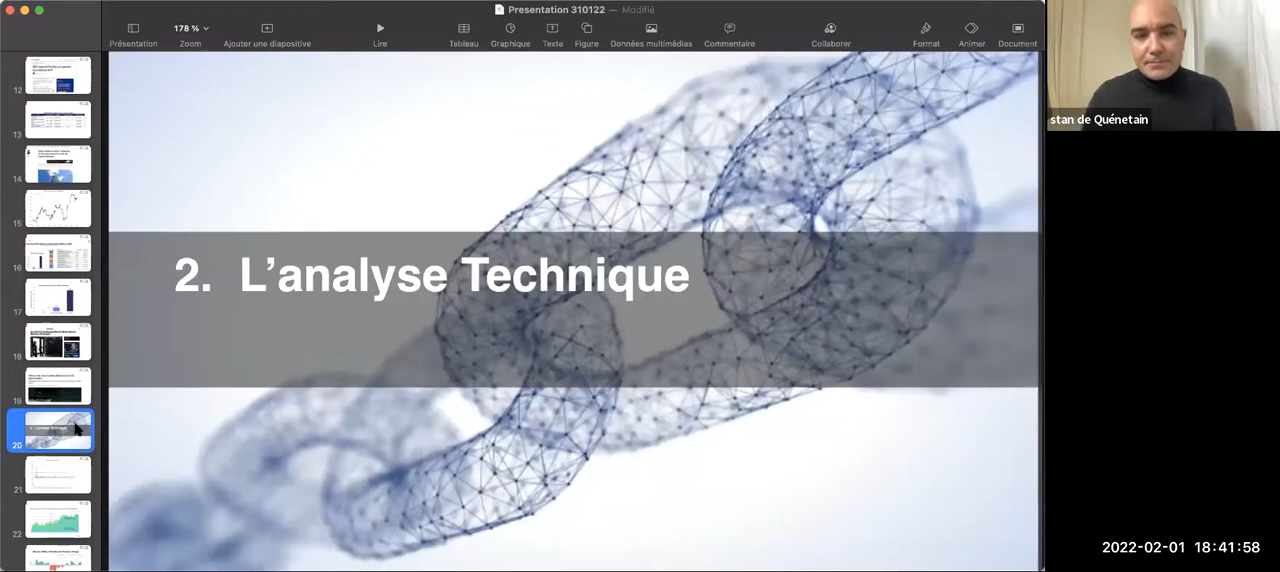 Presentation 310122 — Modifié
178 %
Présentation
Zoom
Ajouter une diapositive
Lire
Tableau
Graphique
Texte
Figure
Données multimédias
Commentaire
Collaborer
Format
Animer
Document
12
13
14
15
16
17
18
19
20
21
22
2. L’analyse Technique
stan de Quénetain
2022-02-01 18:41:58